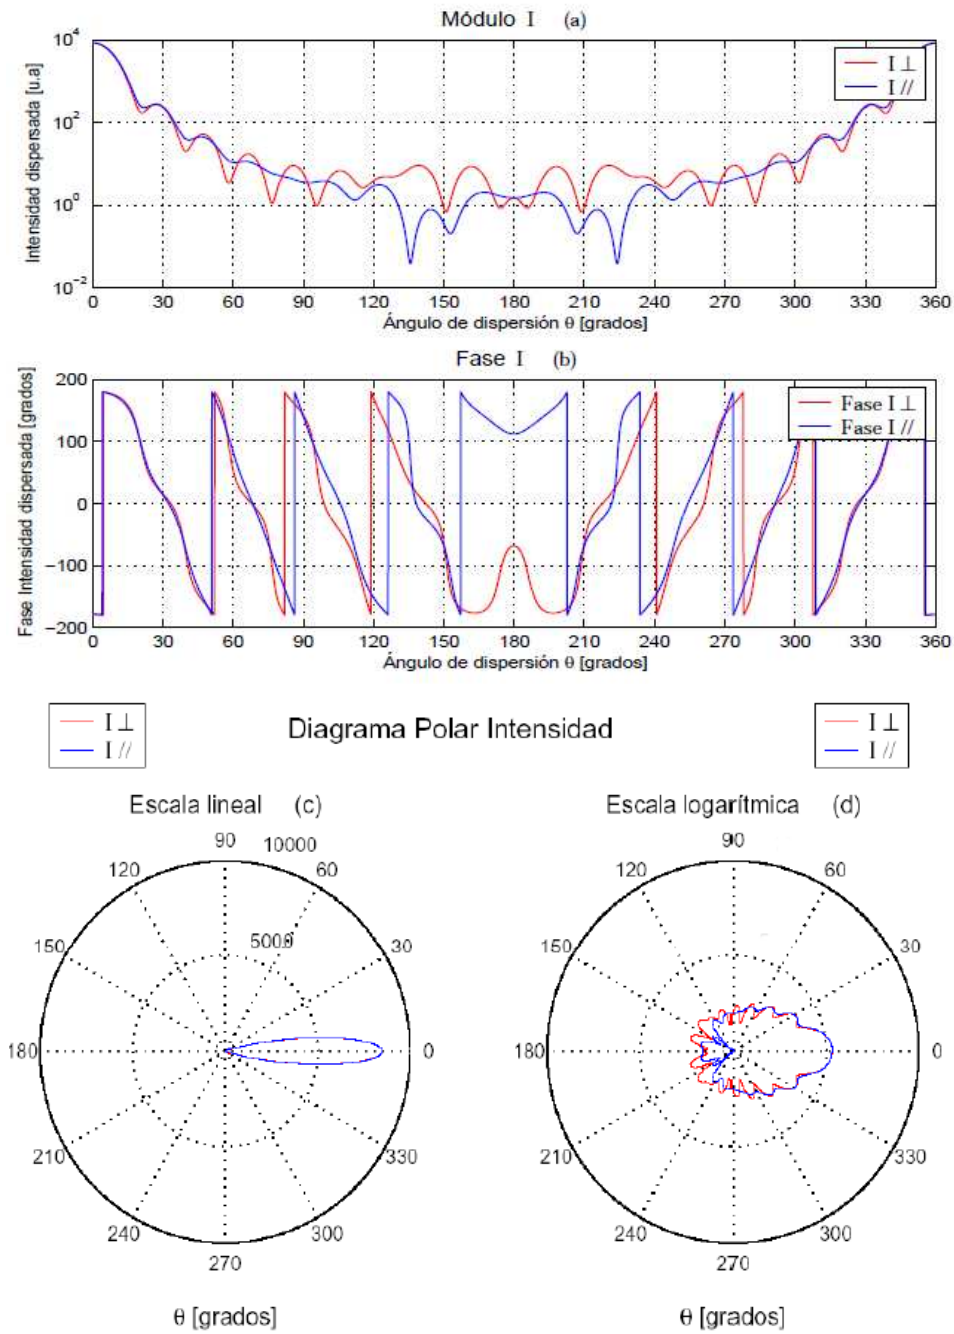 Módulo I (a)
Intensidad dispersada [u.a]
10^4
10^2
10^0
10^-2
I ⊥
I //
0 30 60 90 120 150 180 210 240 270 300 330 360
Ángulo de dispersión θ [grados]
Fase I (b)
Fase Intensidad dispersada [grados]
200
100
0
−100
−200
Fase I ⊥
Fase I //
0 30 60 90 120 150 180 210 240 270 300 330 360
Ángulo de dispersión θ [grados]
I ⊥
I //
Diagrama Polar Intensidad
I ⊥
I //
Escala lineal (c)
90
10000
120
60
5000
150
30
180
0
210
330
240
300
270
θ [grados]
Escala logarítmica (d)
90
120
60
150
30
180
0
210
330
240
300
270
θ [grados]